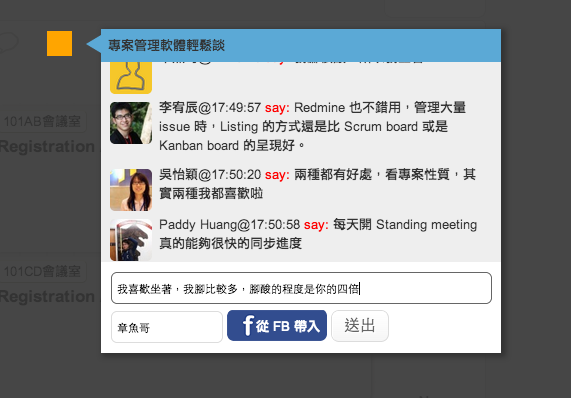 專案管理軟體輕鬆談
101AB會議室
Registration
say:
李宥辰@17:49:57 say: Redmine 也不錯用，管理大量
issue 時，Listing 的方式還是比 Scrum board 或是
Kanban board 的呈現好。
吳怡穎@17:50:20 say: 兩種都有好處，看專案性質，其
實兩種我都喜歡啦
Paddy Huang@17:50:58 say: 每天開 Standing meeting
真的能夠很快的同步進度
101CD會議室
Registration
我喜歡坐著，我腳比較多，腳酸的程度是你的四倍
章魚哥
f 從 FB 帶入
送出